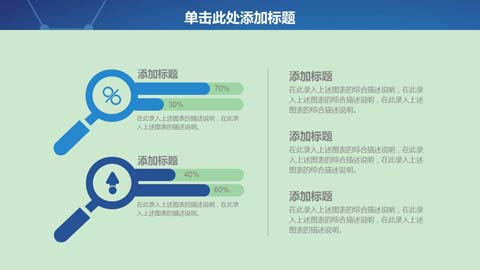 单击此处添加标题
添加标题
70%
30%
在此录入上述图表的描述说明，在此录
入上述图表的描述说明。
添加标题
40%
60%
在此录入上述图表的描述说明，在此录
入上述图表的描述说明。
添加标题
在此录入上述图表的综合描述说明，在此录
入上述图表的综合描述说明，在此录入上述
图表的综合描述说明。
添加标题
在此录入上述图表的综合描述说明，在此录
入上述图表的综合描述说明，在此录入上述
图表的综合描述说明。
添加标题
在此录入上述图表的综合描述说明，在此录
入上述图表的综合描述说明，在此录入上述
图表的综合描述说明。